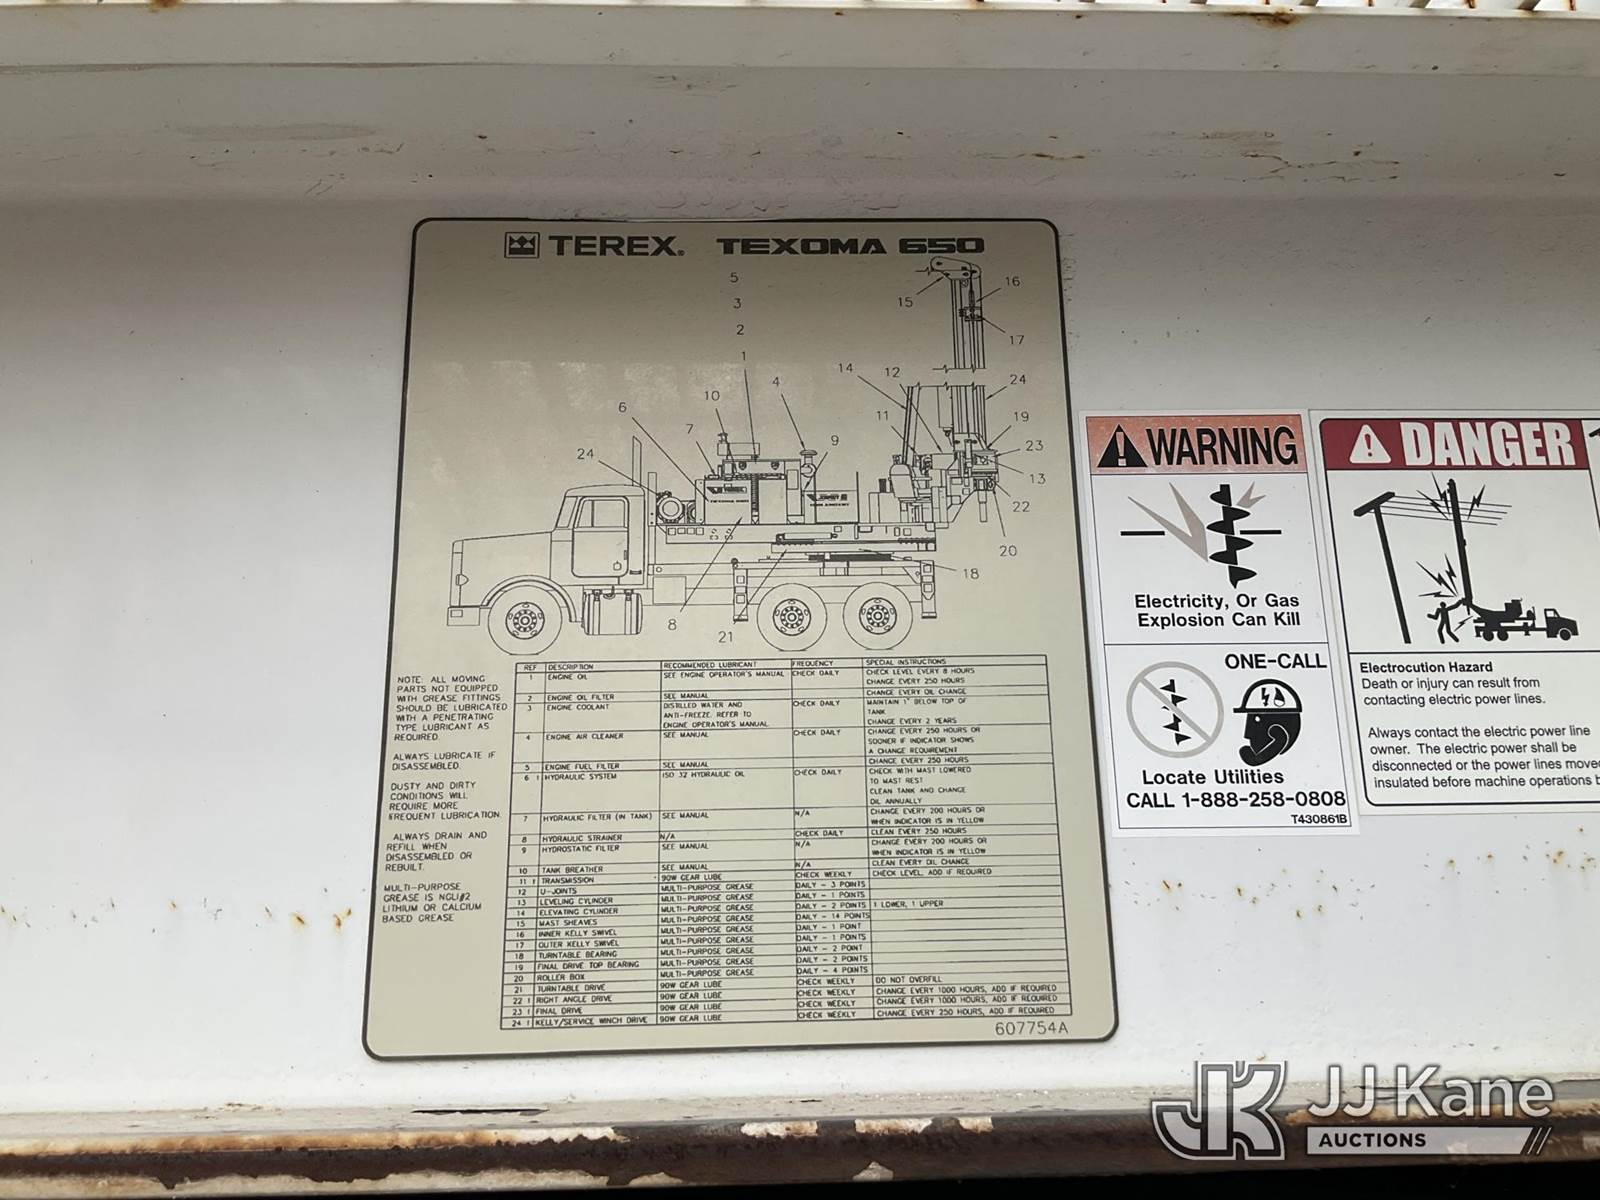 TEREX. TEXOMA 650
5
3
2
1
4
6
7
10
9
24
8
21
14
12
11
15
16
17
24
19
23
13
22
20
18
NOTE: ALL MOVING
PARTS NOT EQUIPPED
WITH GREASE FITTINGS
SHOULD BE LUBRICATED
WITH A PENETRATING
TYPE LUBRICANT AS
REQUIRED.
ALWAYS LUBRICATE IF
DISASSEMBLED.
DUSTY AND DIRTY
CONDITIONS WILL
REQUIRE MORE
FREQUENT LUBRICATION.
ALWAYS DRAIN AND
REFILL WHEN
DISASSEMBLED OR
REBUILT.
MULTI-PURPOSE
GREASE IS NGLI#2
LITHIUM OR CALCIUM
BASED GREASE
REF DESCRIPTION RECOMMENDED LUBRICANT FREQUENCY SPECIAL INSTRUCTIONS
1 ENGINE OIL SEE ENGINE OPERATOR'S MANUAL CHECK DAILY CHECK LEVEL EVERY 8 HOURS
CHANGE EVERY 250 HOURS
2 ENGINE OIL FILTER SEE MANUAL CHANGE EVERY OIL CHANGE
3 ENGINE COOLANT DISTILLED WATER AND CHECK DAILY MAINTAIN 1" BELOW TOP OF
ANTI-FREEZE. REFER TO TANK
ENGINE OPERATOR'S MANUAL CHANGE EVERY 2 YEARS
4 ENGINE AIR CLEANER SEE MANUAL CHECK DAILY CHANGE EVERY 250 HOURS OR
SOONER IF INDICATOR SHOWS
A CHANGE REQUIREMENT
5 ENGINE FUEL FILTER SEE MANUAL CHANGE EVERY 250 HOURS
6 ! HYDRAULIC SYSTEM ISO 32 HYDRAULIC OIL CHECK DAILY CHECK WITH MAST LOWERED
TO MAST REST
CLEAN TANK AND CHANGE
OIL ANNUALLY
7 HYDRAULIC FILTER (IN TANK) SEE MANUAL N/A CHANGE EVERY 200 HOURS OR
WHEN INDICATOR IS IN YELLOW
8 HYDRAULIC STRAINER N/A CHECK DAILY CLEAN EVERY 250 HOURS
9 HYDROSTATIC FILTER SEE MANUAL N/A CHANGE EVERY 200 HOURS OR
WHEN INDICATOR IS IN YELLOW
10 TANK BREATHER SEE MANUAL N/A CLEAN EVERY OIL CHANGE
11 ! TRANSMISSION 90W GEAR LUBE CHECK WEEKLY CHECK LEVEL, ADD IF REQUIRED
12 U-JOINTS MULTI-PURPOSE GREASE DAILY - 3 POINTS
13 LEVELING CYLINDER MULTI-PURPOSE GREASE DAILY - 1 POINTS
14 ELEVATING CYLINDER MULTI-PURPOSE GREASE DAILY - 2 POINTS 1 LOWER, 1 UPPER
15 MAST SHEAVES MULTI-PURPOSE GREASE DAILY - 14 POINTS
16 INNER KELLY SWIVEL MULTI-PURPOSE GREASE DAILY - 1 POINT
17 OUTER KELLY SWIVEL MULTI-PURPOSE GREASE DAILY - 1 POINTS
18 TURNTABLE BEARING MULTI-PURPOSE GREASE DAILY - 2 POINT
19 FINAL DRIVE TOP BEARING MULTI-PURPOSE GREASE DAILY - 2 POINTS
20 ROLLER BOX MULTI-PURPOSE GREASE DAILY - 4 POINTS
21 TURNTABLE DRIVE 90W GEAR LUBE CHECK WEEKLY DO NOT OVERFILL
22 ! RIGHT ANGLE DRIVE 90W GEAR LUBE CHECK WEEKLY CHANGE EVERY 1000 HOURS, ADD IF REQUIRED
23 ! FINAL DRIVE 90W GEAR LUBE CHECK WEEKLY CHANGE EVERY 1000 HOURS, ADD IF REQUIRED
24 ! KELLY/SERVICE WINCH DRIVE 90W GEAR LUBE CHECK WEEKLY CHANGE EVERY 250 HOURS, ADD IF REQUIRED
607754A
WARNING
Electricity, Or Gas
Explosion Can Kill
ONE-CALL
Locate Utilities
CALL 1-888-258-0808
T430861B
DANGER
Electrocution Hazard
Death or injury can result from
contacting electric power lines.
Always contact the electric power line
owner. The electric power shall be
disconnected or the power lines move
insulated before machine operations
JJ Kane
AUCTIONS